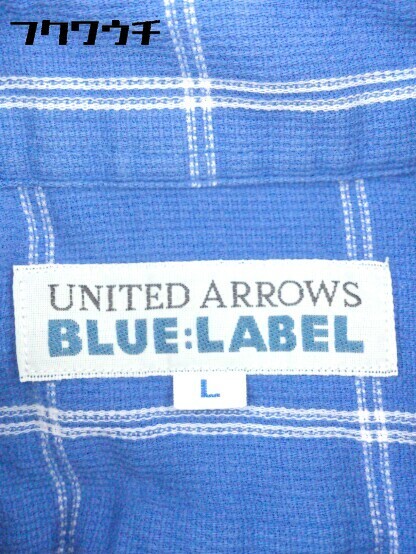 フクワウチ
UNITED ARROWS
BLUE:LABEL
L